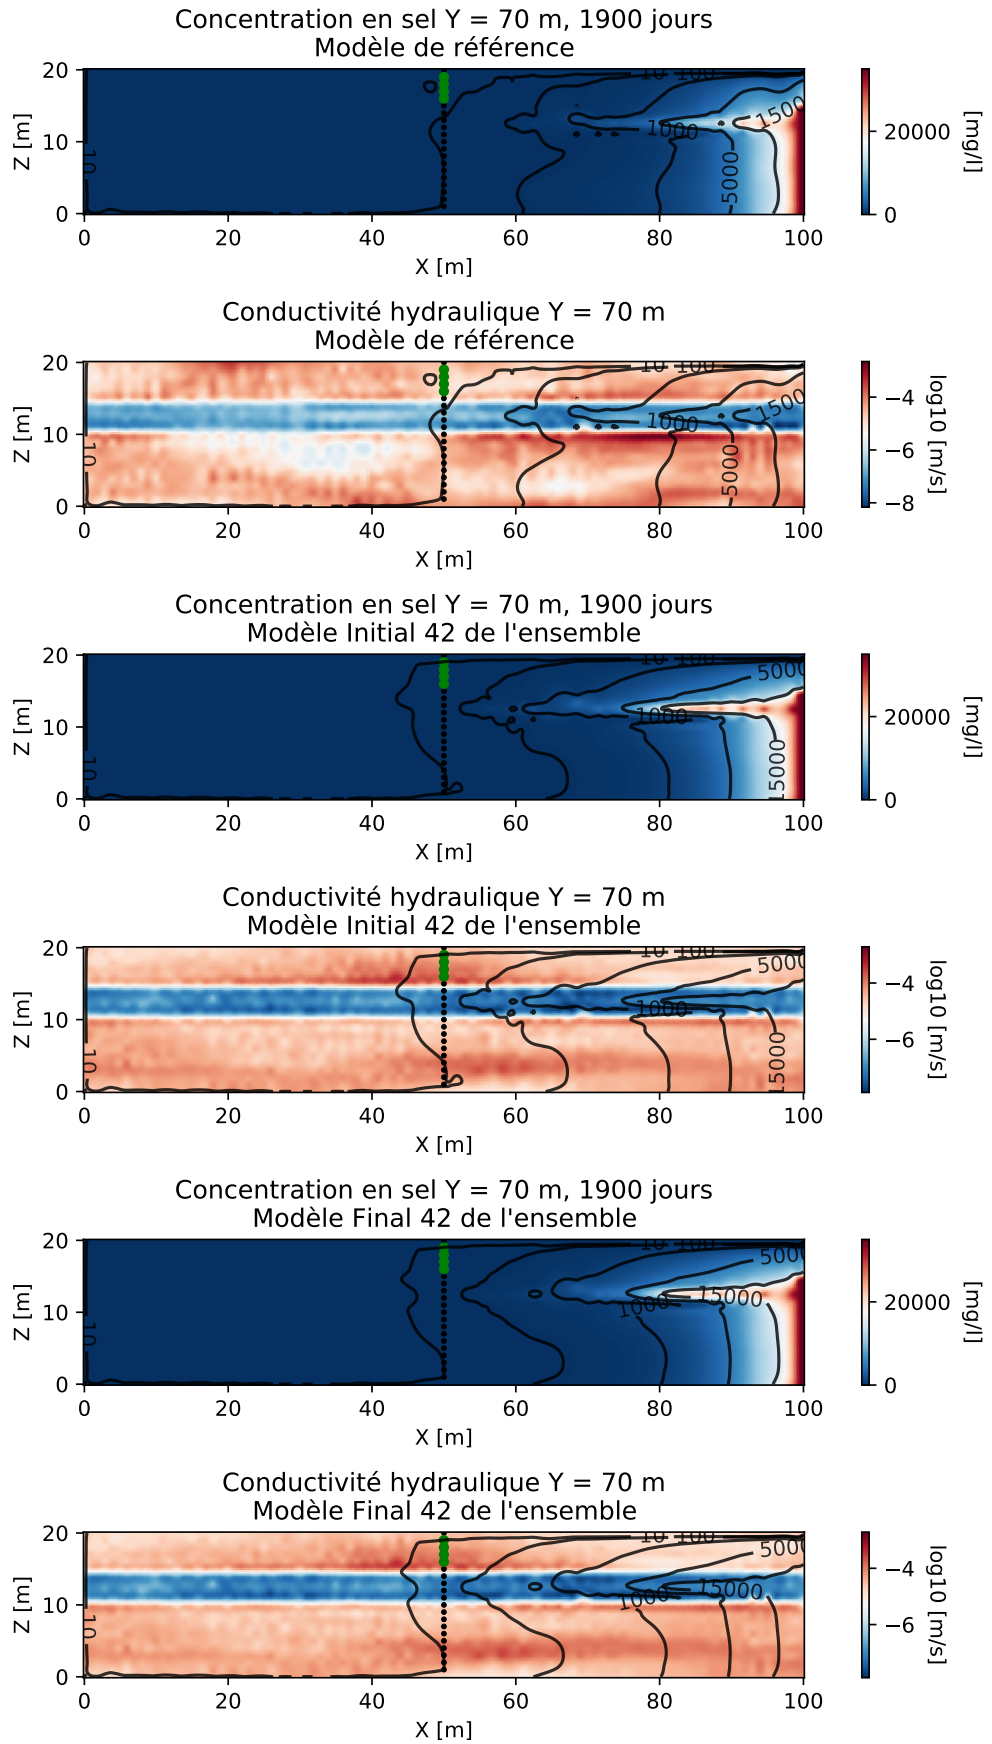 Concentration en sel Y = 70 m, 1900 jours
Modèle de référence
20
10
0
Z [m]
10
10 100
1000
1500
5000
0 20 40 60 80 100
X [m]
20000
0
[mg/l]
Conductivité hydraulique Y = 70 m
Modèle de référence
20
10
0
Z [m]
10
10 100
1000
1500
5000
0 20 40 60 80 100
X [m]
−4
−6
−8
log10 [m/s]
Concentration en sel Y = 70 m, 1900 jours
Modèle Initial 42 de l'ensemble
20
10
0
Z [m]
10
10 100
5000
1000
15000
0 20 40 60 80 100
X [m]
20000
0
[mg/l]
Conductivité hydraulique Y = 70 m
Modèle Initial 42 de l'ensemble
20
10
0
Z [m]
10
10 100
5000
1000
15000
0 20 40 60 80 100
X [m]
−4
−6
log10 [m/s]
Concentration en sel Y = 70 m, 1900 jours
Modèle Final 42 de l'ensemble
20
10
0
Z [m]
10
10 100
5000
1000
15000
0 20 40 60 80 100
X [m]
20000
0
[mg/l]
Conductivité hydraulique Y = 70 m
Modèle Final 42 de l'ensemble
20
10
0
Z [m]
10
10 100
5000
1000
15000
0 20 40 60 80 100
X [m]
−4
−6
log10 [m/s]